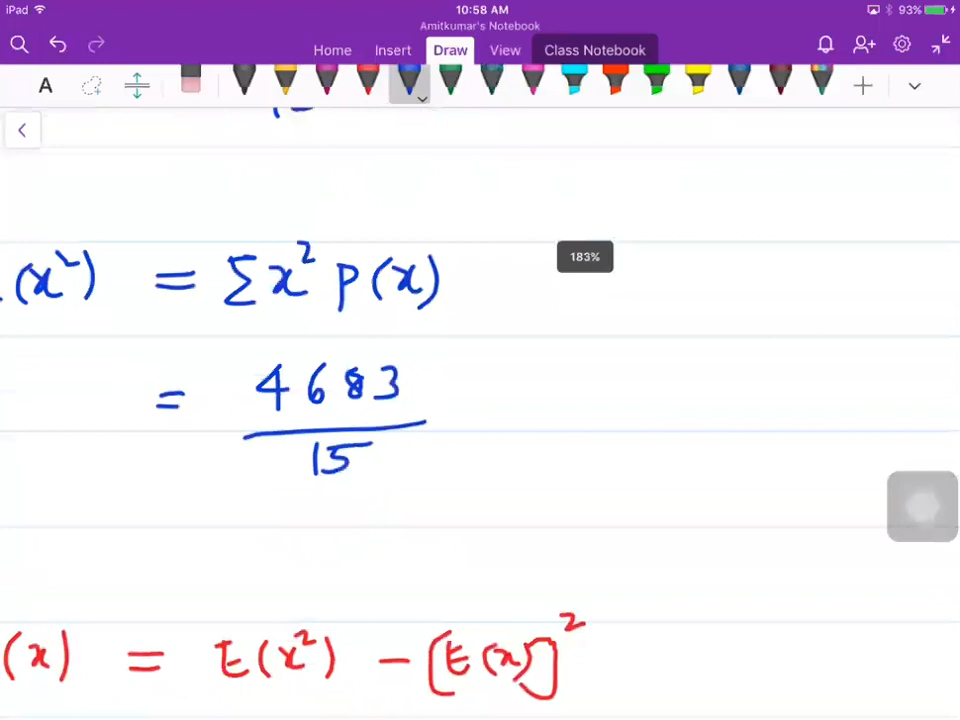 iPad 10:58 AM 93%
Amitkumar's Notebook
Home Insert Draw View Class Notebook
A
(x²) = Σx² P(x)
183%
= 4683
15
(x) = E(x²) - [E(x)]²